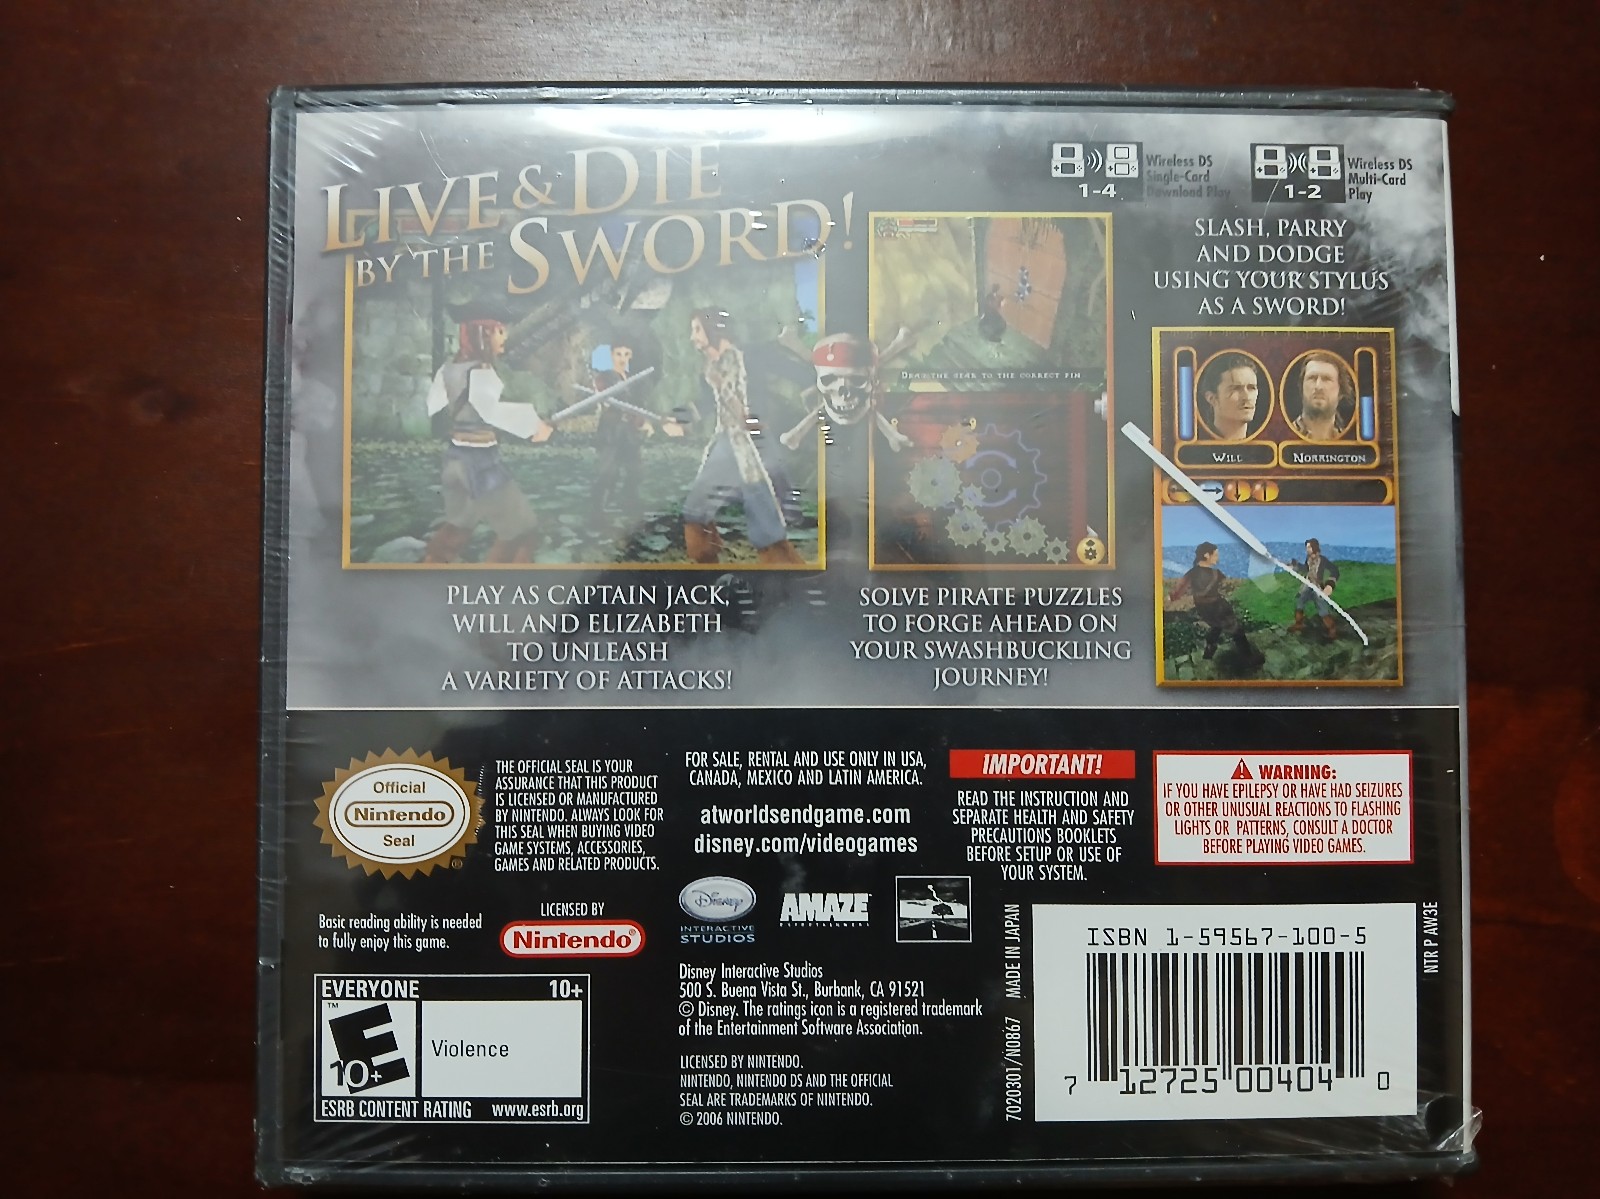 LIVE & DIE
BY THE SWORD!
1-4
Wireless DS
Single-Card
Download Play
1-2
Wireless DS
Multi-Card
Play
SLASH, PARRY
AND DODGE
USING YOUR STYLUS
AS A SWORD!
DRAW THE GEAR TO THE CORRECT PIN
WILL
NORRINGTON
PLAY AS CAPTAIN JACK,
WILL AND ELIZABETH
TO UNLEASH
A VARIETY OF ATTACKS!
SOLVE PIRATE PUZZLES
TO FORGE AHEAD ON
YOUR SWASHBUCKLING
JOURNEY!
Official
Nintendo
Seal
®
THE OFFICIAL SEAL IS YOUR
ASSURANCE THAT THIS PRODUCT
IS LICENSED OR MANUFACTURED
BY NINTENDO. ALWAYS LOOK FOR
THIS SEAL WHEN BUYING VIDEO
GAME SYSTEMS, ACCESSORIES,
GAMES AND RELATED PRODUCTS.
FOR SALE, RENTAL AND USE ONLY IN USA,
CANADA, MEXICO AND LATIN AMERICA.
atworldsendgame.com
disney.com/videogames
IMPORTANT!
READ THE INSTRUCTION AND
SEPARATE HEALTH AND SAFETY
PRECAUTIONS BOOKLETS
BEFORE SETUP OR USE OF
YOUR SYSTEM.
WARNING:
IF YOU HAVE EPILEPSY OR HAVE HAD SEIZURES
OR OTHER UNUSUAL REACTIONS TO FLASHING
LIGHTS OR PATTERNS, CONSULT A DOCTOR
BEFORE PLAYING VIDEO GAMES.
Basic reading ability is needed
to fully enjoy this game.
LICENSED BY
Nintendo®
Disney
INTERACTIVE
STUDIOS
AMAZE™
ENTERTAINMENT
EVERYONE 10+
™
E
10+
Violence
ESRB CONTENT RATING www.esrb.org
Disney Interactive Studios
500 S. Buena Vista St., Burbank, CA 91521
© Disney. The ratings icon is a registered trademark
of the Entertainment Software Association.
LICENSED BY NINTENDO.
NINTENDO, NINTENDO DS AND THE OFFICIAL
SEAL ARE TRADEMARKS OF NINTENDO.
© 2006 NINTENDO.
7020301/N0867 MADE IN JAPAN
ISBN 1-59567-100-5
7 12725 00404 0
NTR P AW3E